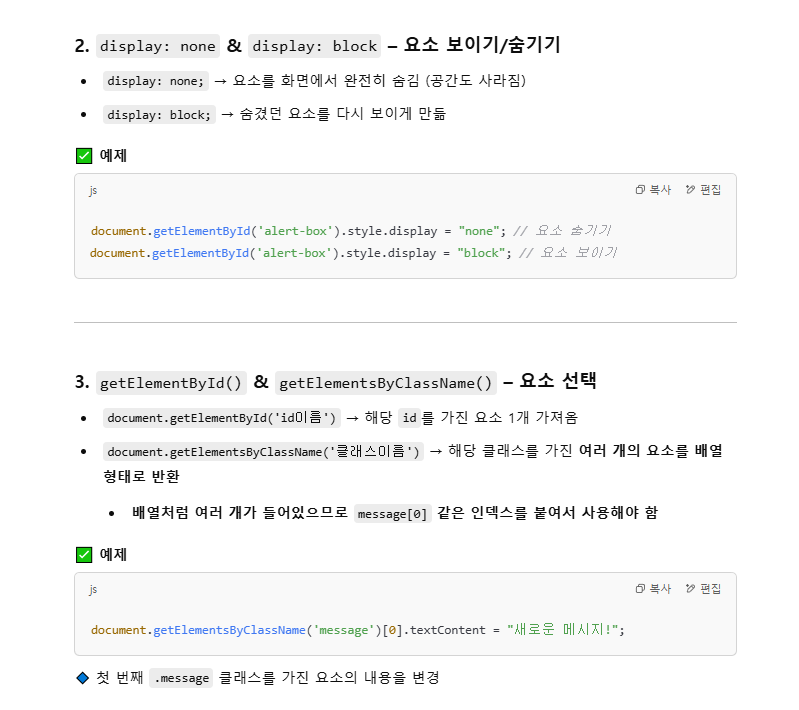 2. display: none & display: block – 요소 보이기/숨기기
display: none; → 요소를 화면에서 완전히 숨김 (공간도 사라짐)
display: block; → 숨겼던 요소를 다시 보이게 만듦
✅ 예제
js 복사 편집
document.getElementById('alert-box').style.display = "none"; // 요소 숨기기
document.getElementById('alert-box').style.display = "block"; // 요소 보이기
3. getElementById() & getElementsByClassName() – 요소 선택
document.getElementById('id이름') → 해당 id를 가진 요소 1개 가져옴
document.getElementsByClassName('클래스이름') → 해당 클래스를 가진 여러 개의 요소를 배열
형태로 반환
배열처럼 여러 개가 들어있으므로 message[0] 같은 인덱스를 붙여서 사용해야 함
✅ 예제
js 복사 편집
document.getElementsByClassName('message')[0].textContent = "새로운 메시지!";
🔹 첫 번째 .message 클래스를 가진 요소의 내용을 변경